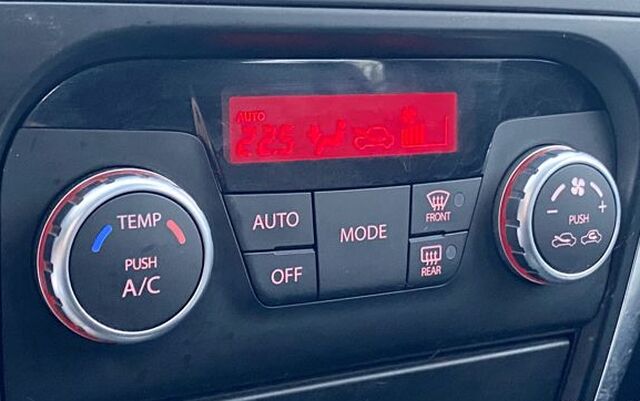 AUTO
22.5
TEMP
PUSH
A/C
AUTO
OFF
MODE
FRONT
REAR
- +
PUSH